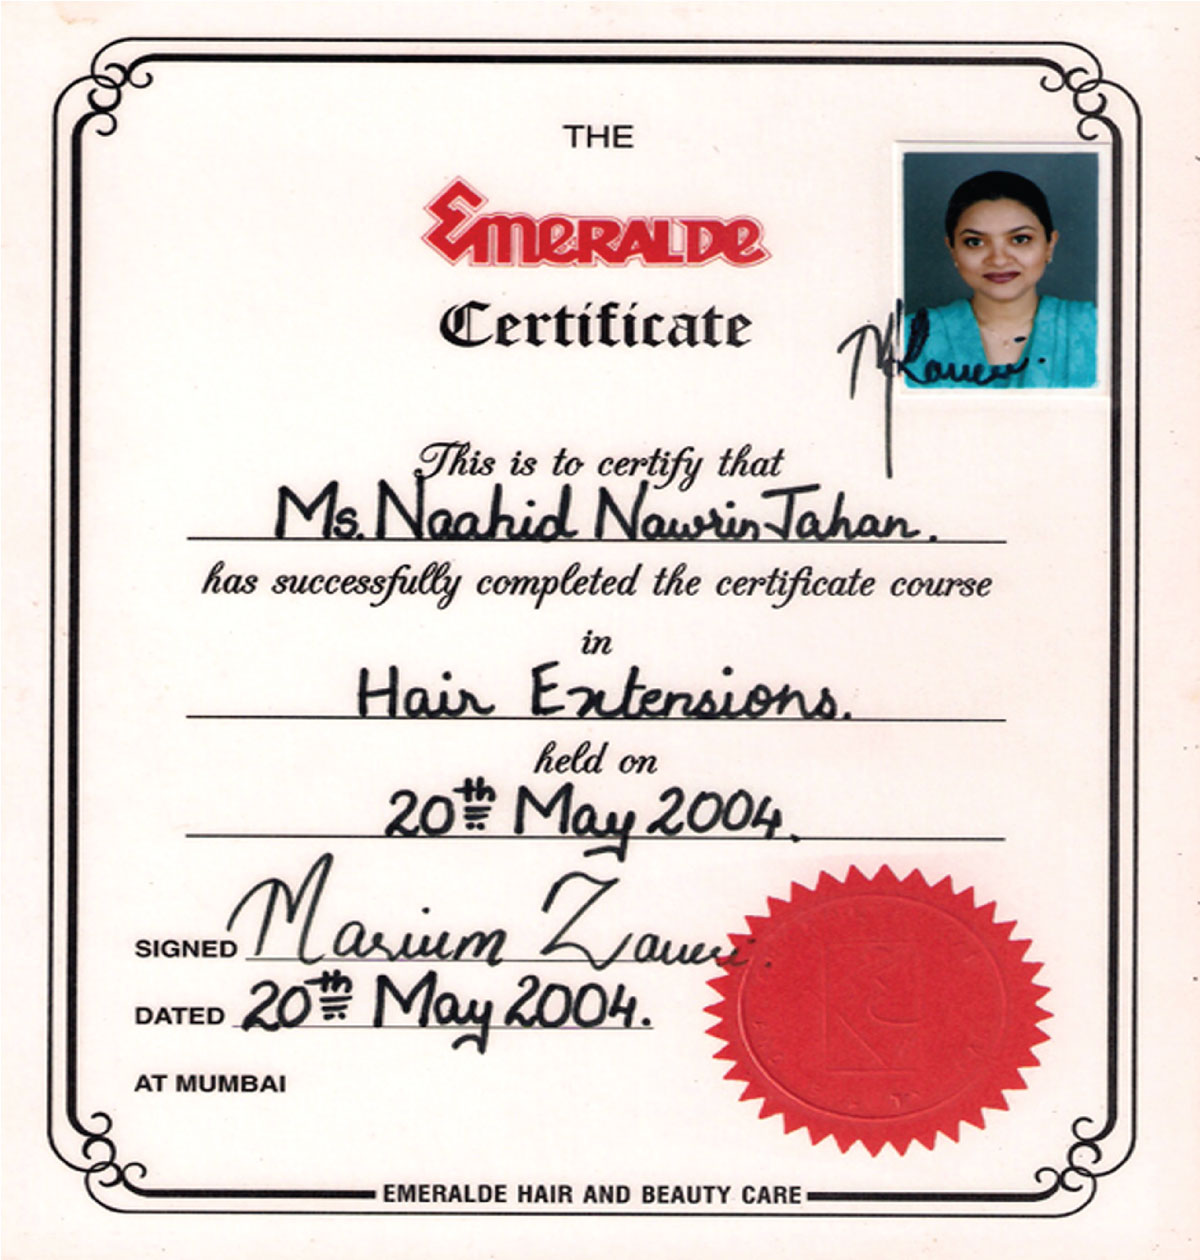 THE
EMERALDE
Certificate
This is to certify that
Ms. Naahid Nawrin Jahan.
has successfully completed the certificate course
in
Hair Extensions.
held on
20th May 2004.
SIGNED Marium Zaveri.
DATED 20th May 2004.
AT MUMBAI
EMERALDE HAIR AND BEAUTY CARE